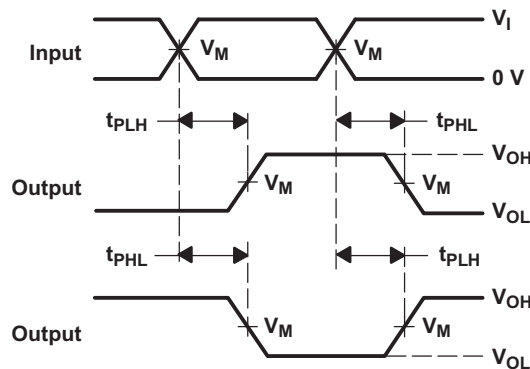 V_I
Input V_M V_M
0 V
t_PLH t_PHL
V_OH
Output V_M V_M
V_OL
t_PHL t_PLH
V_OH
Output V_M V_M
V_OL